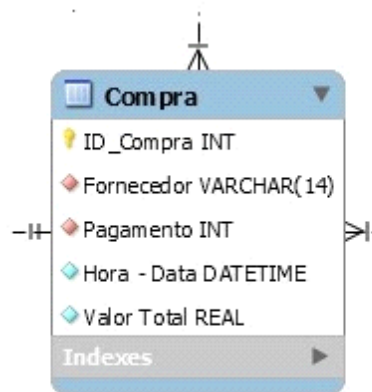 Compra
ID_Compra INT
Fornecedor VARCHAR(14)
Pagamento INT
Hora - Data DATETIME
Valor Total REAL
Indexes